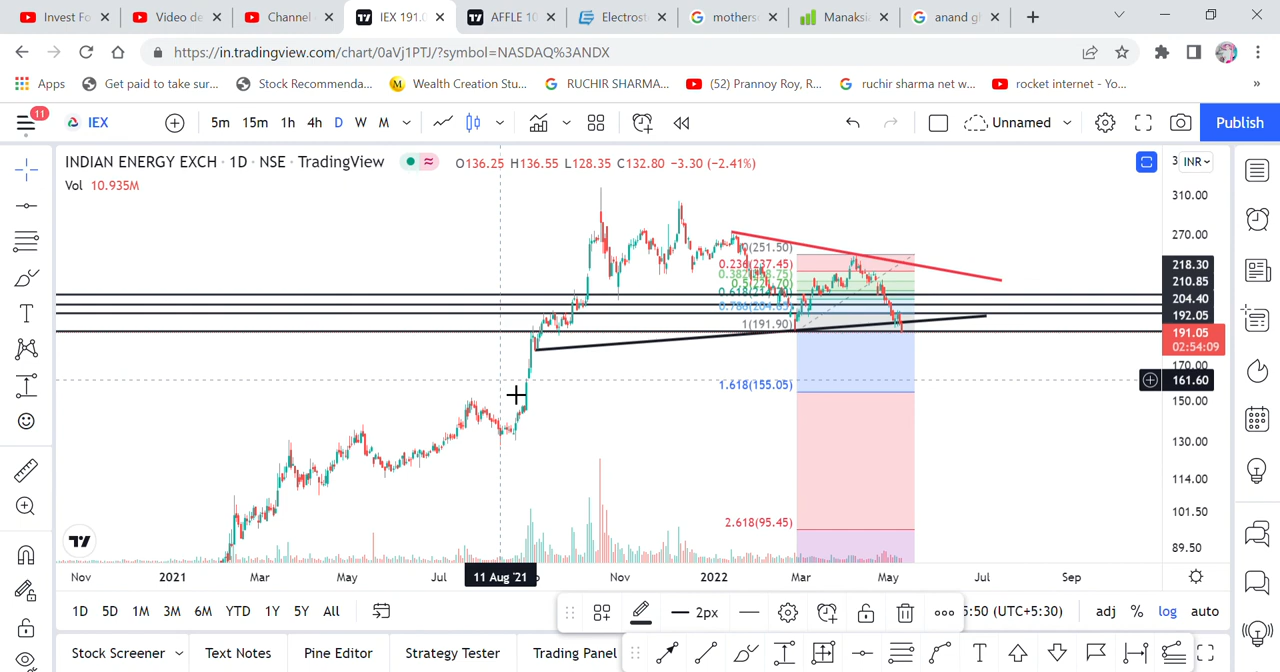 Invest Fo
Video de
Channel
IEX 191.0
AFFLE 10
Electrost
mothers
Manaksi
anand g
https://in.tradingview.com/chart/0aVj1PTJ/?symbol=NASDAQ%3ANDX
Apps
Get paid to take sur...
Stock Recommenda...
M Wealth Creation Stu...
RUCHIR SHARMA...
(52) Prannoy Roy, R...
ruchir sharma net w...
rocket internet - Yo...
»
11
IEX
5m 15m 1h 4h D W M
Unnamed
Publish
INDIAN ENERGY EXCH · 1D · NSE · TradingView
O136.25 H136.55 L128.35 C132.80 −3.30 (−2.41%)
INR
Vol 10.935M
310.00
270.00
0(251.50)
0.236(237.45)
218.30
210.85
204.40
192.05
1(191.90)
191.05
02:54:09
170.00
161.60
1.618(155.05)
150.00
130.00
114.00
101.50
2.618(95.45)
89.50
Nov 2021 Mar May Jul 11 Aug '21 Nov 2022 Mar May Jul Sep
1D 5D 1M 3M 6M YTD 1Y 5Y All
2px
5:50 (UTC+5:30)
adj % log auto
Stock Screener
Text Notes
Pine Editor
Strategy Tester
Trading Panel